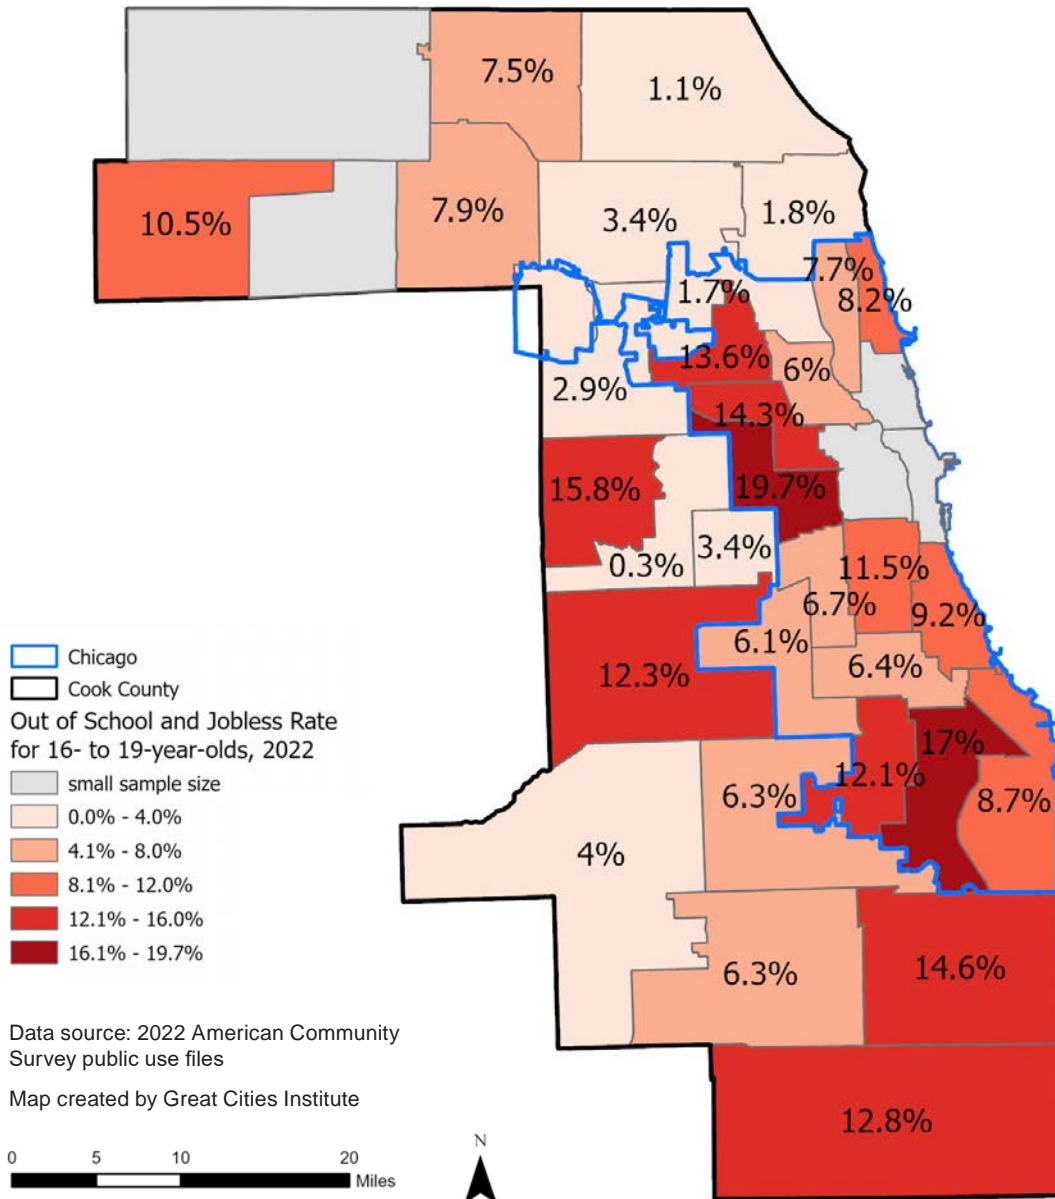 7.5%
1.1%
10.5%
7.9%
3.4%
1.8%
7.7%
8.2%
1.7%
13.6%
6%
2.9%
14.3%
15.8%
19.7%
3.4%
0.3%
11.5%
6.7%
9.2%
6.1%
6.4%
12.3%
17%
12.1%
6.3%
8.7%
4%
6.3%
14.6%
12.8%
Chicago
Cook County
Out of School and Jobless Rate
for 16- to 19-year-olds, 2022
small sample size
0.0% - 4.0%
4.1% - 8.0%
8.1% - 12.0%
12.1% - 16.0%
16.1% - 19.7%
Data source: 2022 American Community
Survey public use files
Map created by Great Cities Institute
0 5 10 20
Miles
N